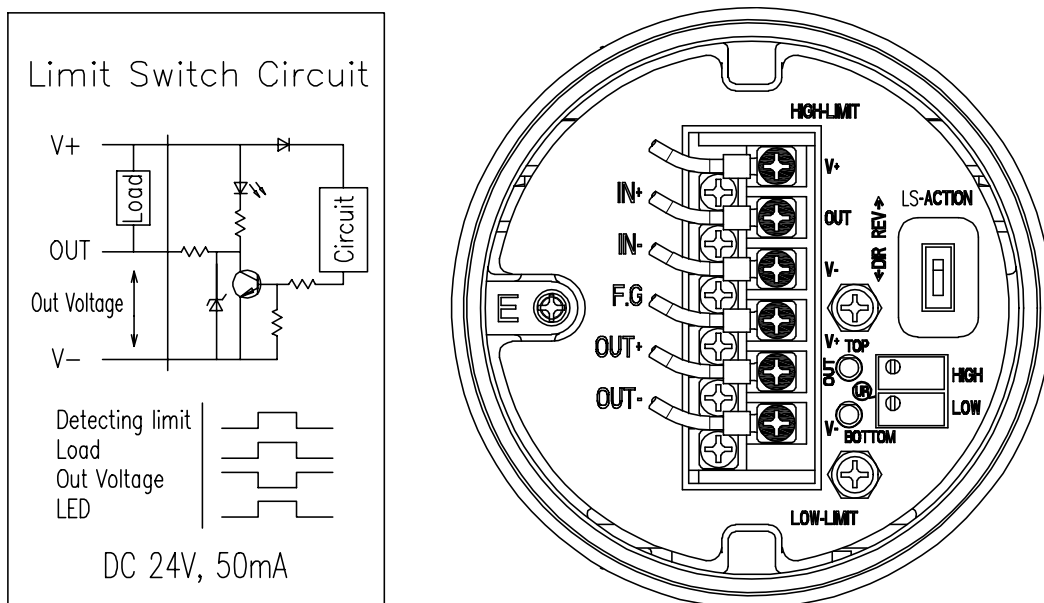 Limit Switch Circuit
V+
Load
OUT
Out Voltage
V-
Circuit
Detecting limit
Load
Out Voltage
LED
DC 24V, 50mA
HIGH-LIMIT
V+
IN+
OUT
IN-
V-
F.G
V+
OUT+
OUT
OUT-
V-
E
LS-ACTION
DIR REV
TOP
UR
BOTTOM
HIGH
LOW
LOW-LIMIT